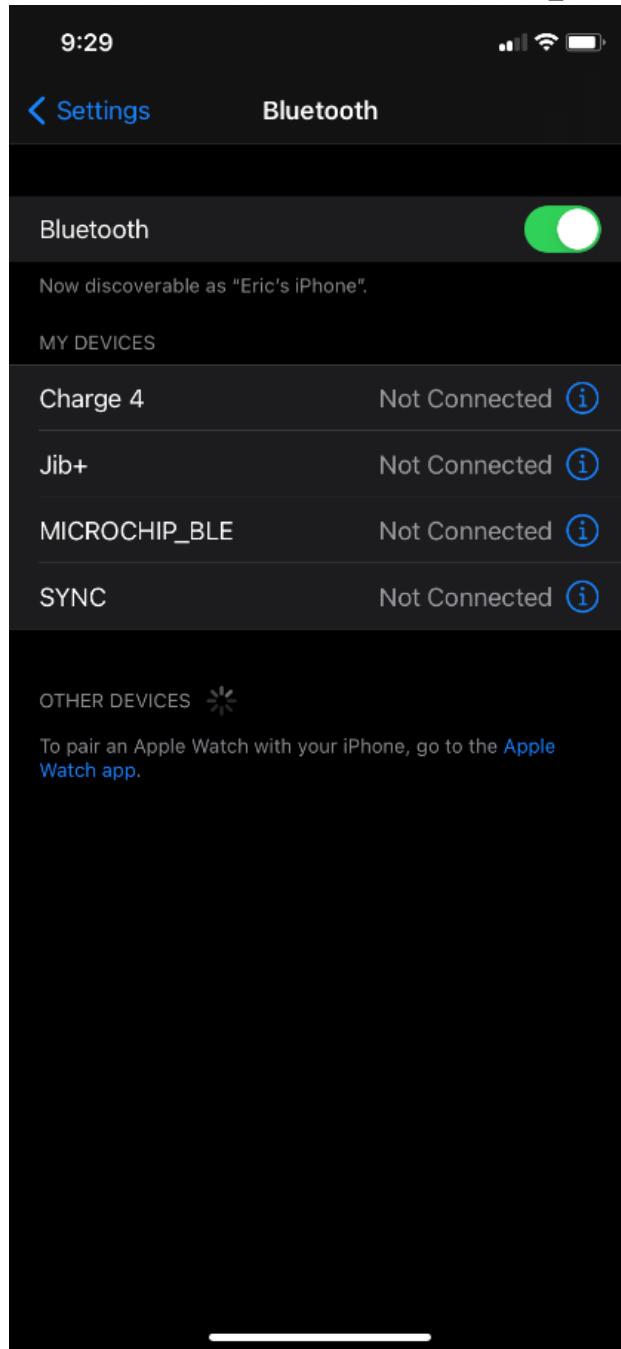 9:29
Settings Bluetooth
Bluetooth
Now discoverable as “Eric’s iPhone”.
MY DEVICES
Charge 4 Not Connected
Jib+ Not Connected
MICROCHIP_BLE Not Connected
SYNC Not Connected
OTHER DEVICES
To pair an Apple Watch with your iPhone, go to the Apple
Watch app.